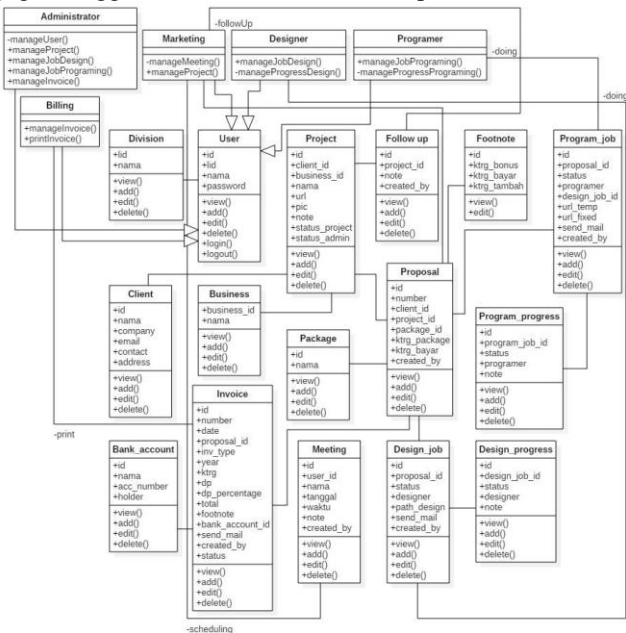 Administrator
-manageUser()
+manageProject()
+manageJobDesign()
+manageJobPrograming()
+manageInvoice()
-followUp
Marketing
-manageMeeting()
+manageProject()
Designer
+manageJobDesign()
-manageProgressDesign()
Programer
+manageJobPrograming()
-manageProgressPrograming()
-doing
-doing
Billing
+manageInvoice()
+printInvoice()
Division
+lid
+nama
+view()
+add()
+edit()
+delete()
User
+id
+lid
+nama
+password
+view()
+add()
+edit()
+delete()
+login()
+logout()
Project
+id
+client_id
+business_id
+nama
+url
+pic
+note
+status_project
+status_admin
+view()
+add()
+edit()
+delete()
Follow up
+id
+project_id
+note
+created_by
+view()
+add()
+edit()
+delete()
Footnote
+id
+ktrg_bonus
+ktrg_bayar
+ktrg_tambah
+view()
+edit()
Program_job
+id
+proposal_id
+status
+programer
+design_job_id
+url_temp
+url_fixed
+send_mail
+created_by
+view()
+add()
+edit()
+delete()
Client
+id
+nama
+company
+email
+contact
+address
+view()
+add()
+edit()
+delete()
Business
+business_id
+nama
+view()
+add()
+edit()
+delete()
Package
+id
+nama
+view()
+add()
+edit()
+delete()
Proposal
+id
+number
+client_id
+project_id
+package_id
+ktrg_package
+ktrg_bayar
+created_by
+view()
+add()
+edit()
+delete()
Program_progress
+id
+program_job_id
+status
+programer
+note
+view()
+add()
+edit()
+delete()
-print
Bank_account
+id
+nama
+acc_number
+holder
+view()
+add()
+edit()
+delete()
Invoice
+id
+number
+date
+proposal_id
+inv_type
+year
+ktrg
+dp
+dp_percentage
+total
+footnote
+bank_account_id
+send_mail
+created_by
+status
+view()
+add()
+edit()
+delete()
Meeting
+id
+user_id
+nama
+tanggal
+waktu
+note
+created_by
+view()
+add()
+edit()
+delete()
Design_job
+id
+proposal_id
+status
+designer
+path_design
+send_mail
+created_by
+view()
+add()
+edit()
+delete()
Design_progress
+id
+design_job_id
+status
+designer
+note
+view()
+add()
+edit()
+delete()
-scheduling